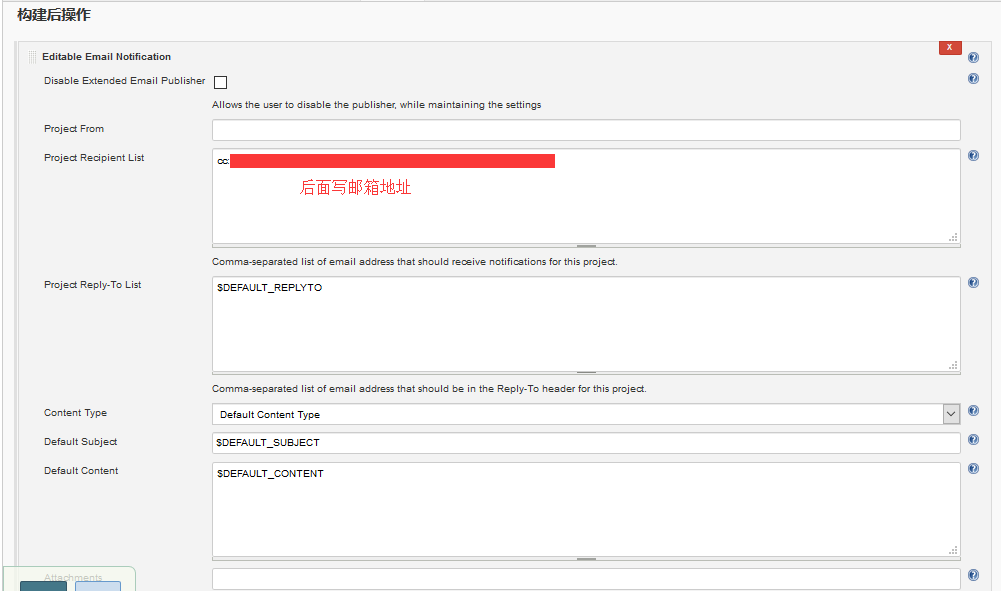 构建后操作
Editable Email Notification
X
Disable Extended Email Publisher
Allows the user to disable the publisher, while maintaining the settings
Project From
Project Recipient List
cc:
后面写邮箱地址
Comma-separated list of email address that should receive notifications for this project.
Project Reply-To List
$DEFAULT_REPLYTO
Comma-separated list of email address that should be in the Reply-To header for this project.
Content Type
Default Content Type
Default Subject
$DEFAULT_SUBJECT
Default Content
$DEFAULT_CONTENT
Attachments